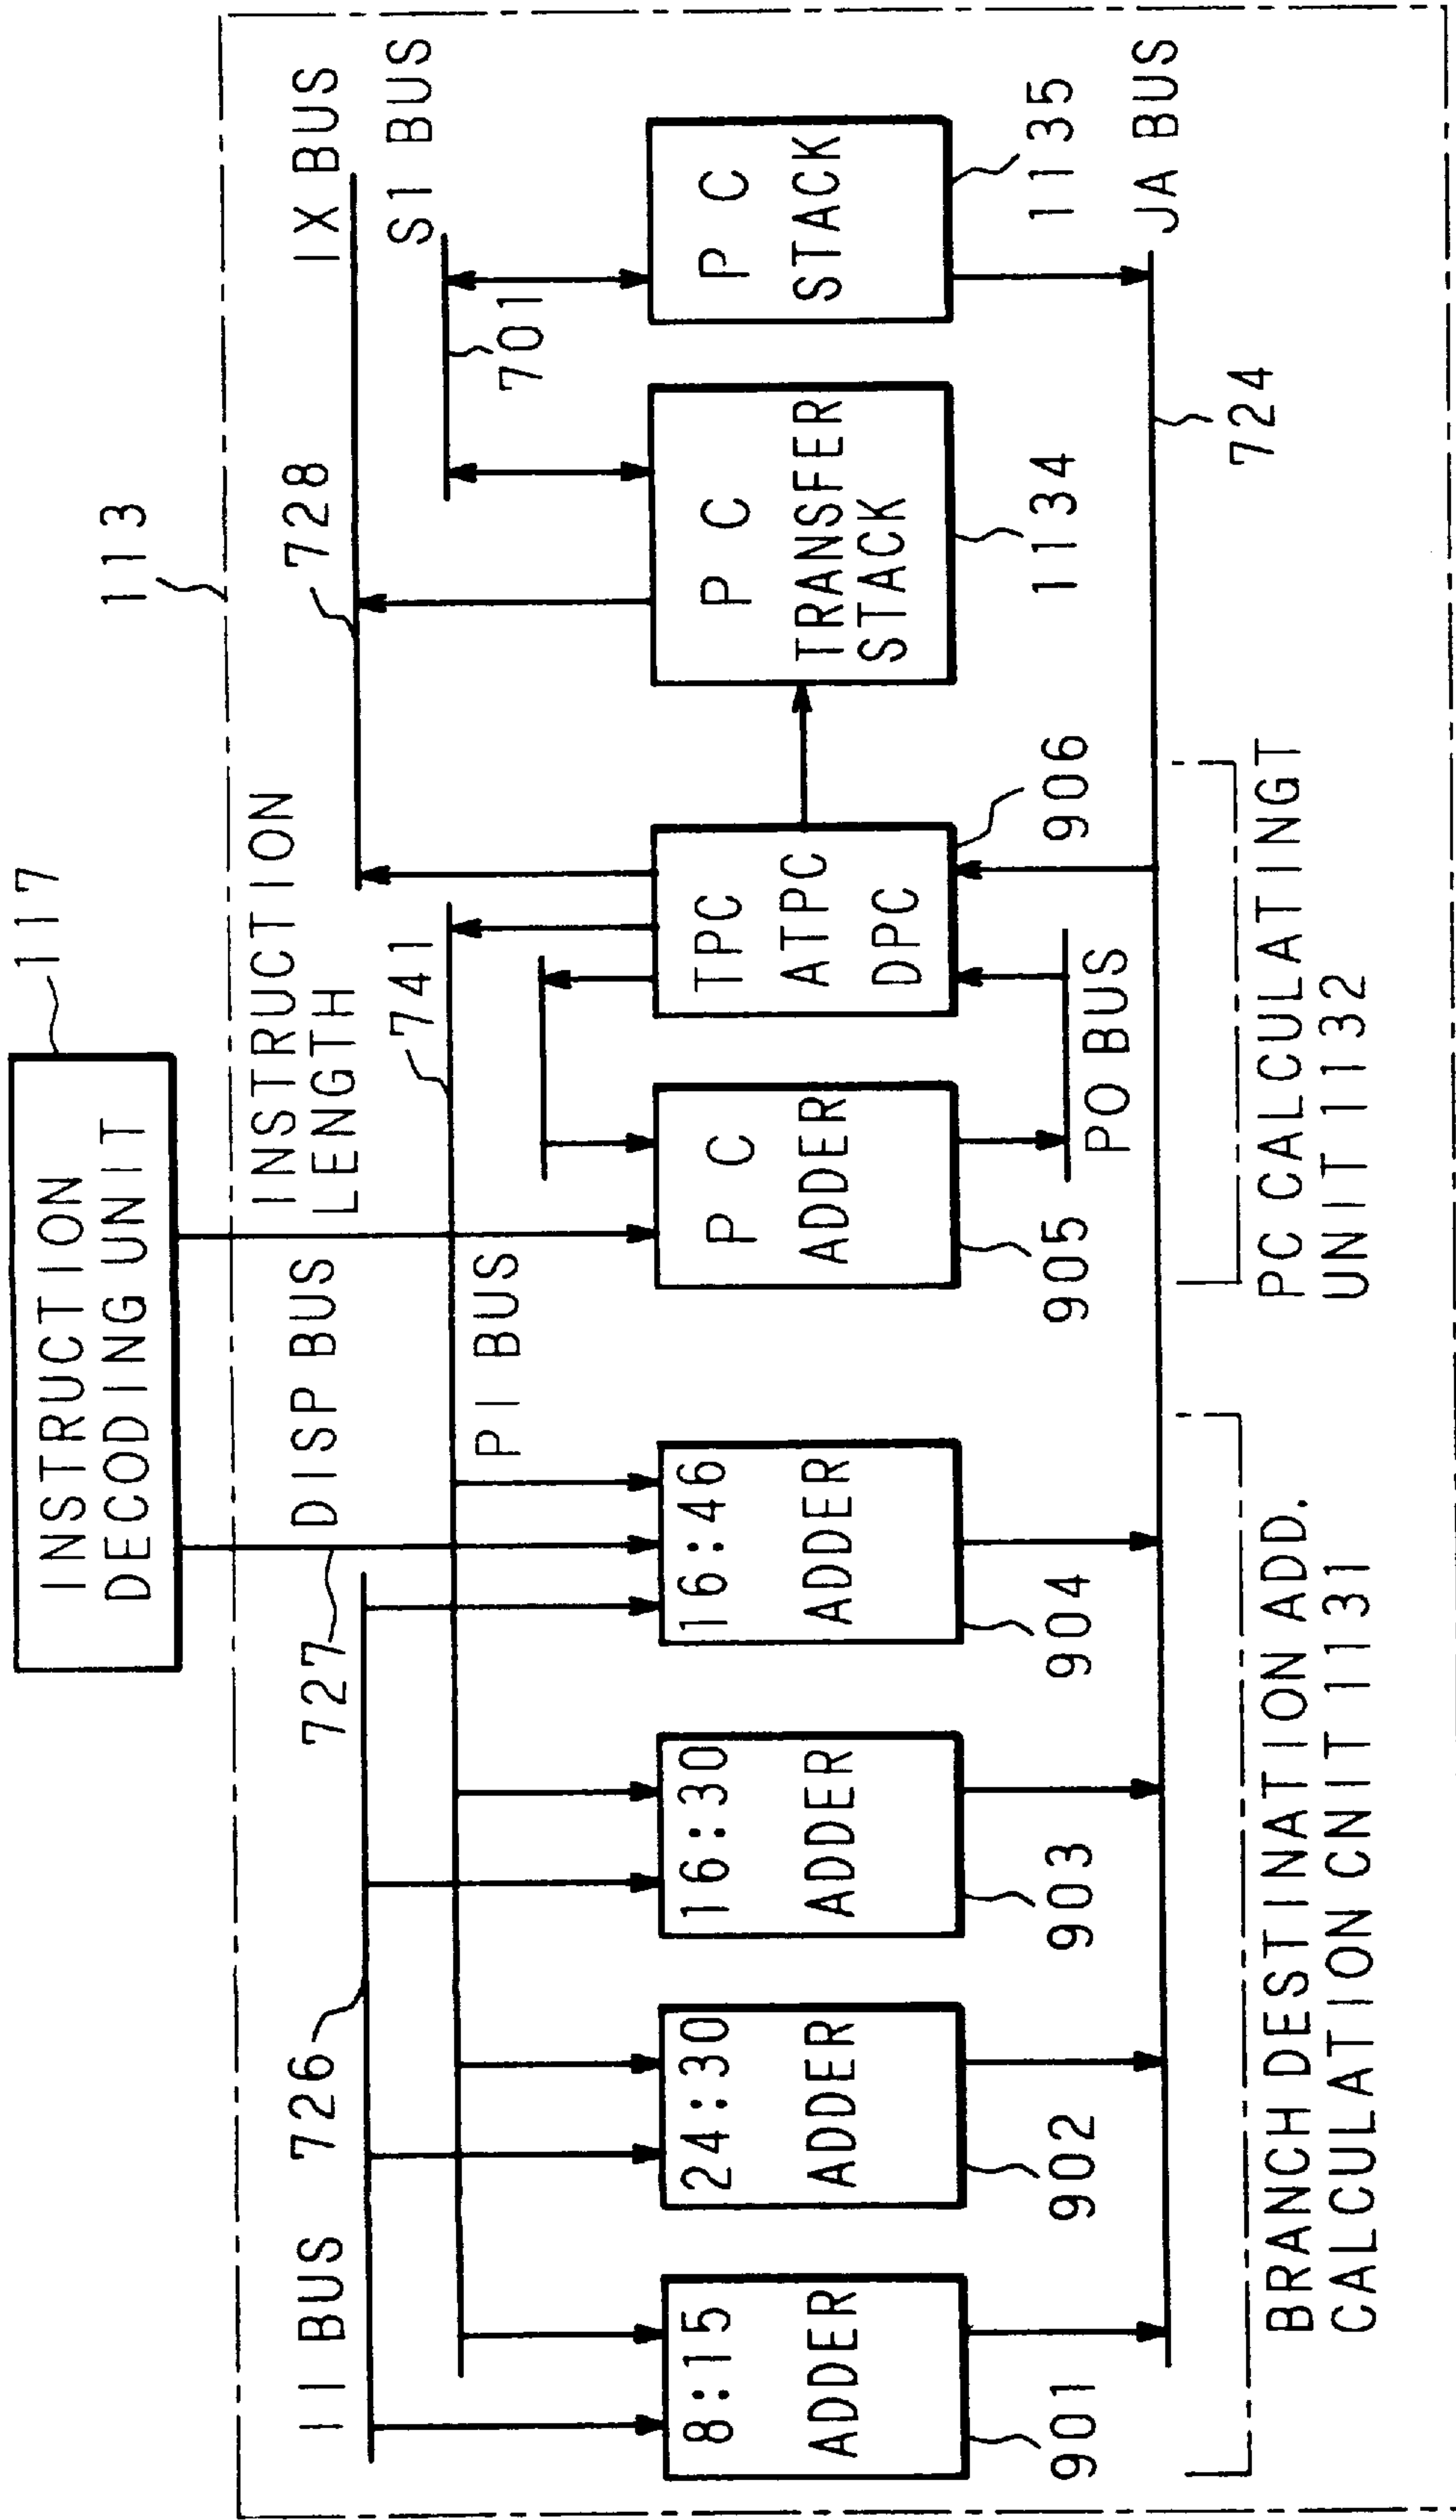 117
INSTRUCTION
DECODING UNIT
113
II BUS
726
727
DISP BUS
INSTRUCTION
LENGTH
741
PI BUS
728
IX BUS
S1 BUS
701
8:15
ADDER
901
24:30
ADDER
902
16:30
ADDER
903
16:46
ADDER
904
PC
ADDER
905
TPC
ATPC
DPC
906
PO BUS
PC
TRANSFER
STACK
1134
PC
STACK
1135
JA BUS
724
BRANCH DESTINATION ADD.
CALCULATION CNIT 1131
PC CALCULATINGT
UNIT 1132